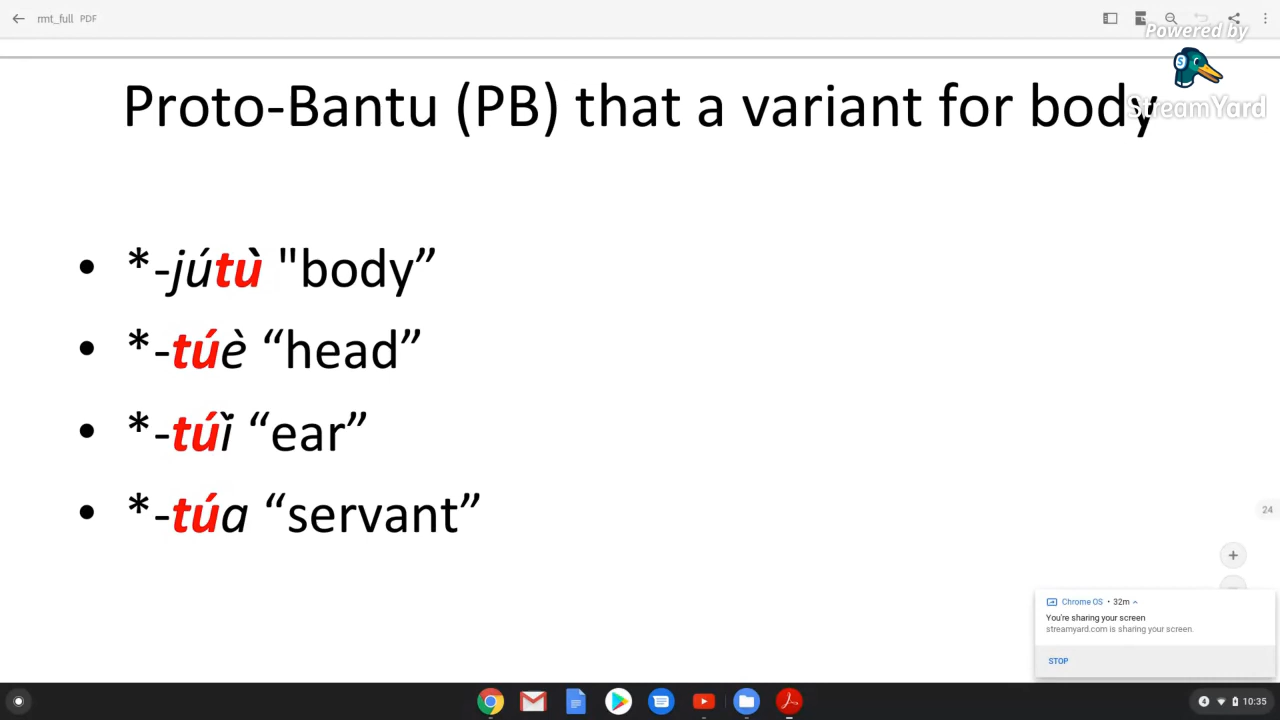 rmt_full PDF
Powered by
StreamYard
Proto-Bantu (PB) that a variant for body
• *-jútù "body”
• *-túè “head”
• *-túǐ “ear”
• *-túa “servant”
24
Chrome OS • 32m
You're sharing your screen
streamyard.com is sharing your screen.
STOP
4 10:35